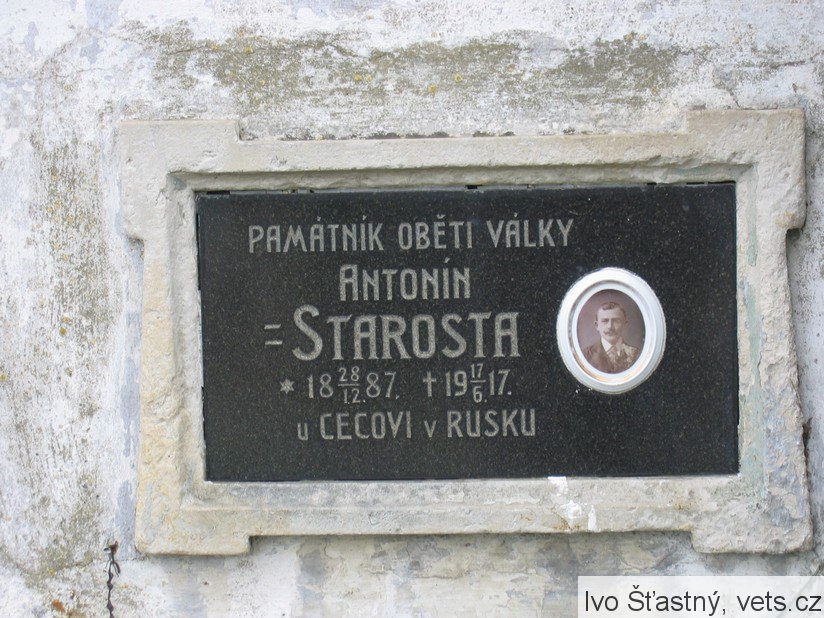 PAMÁTNÍK OBĚTI VÁLKY
ANTONÍN
=STAROSTA
* 18 28/12. 87. † 19 17/6. 17.
u CECOVI v RUSKU
Ivo Šťastný, vets.cz